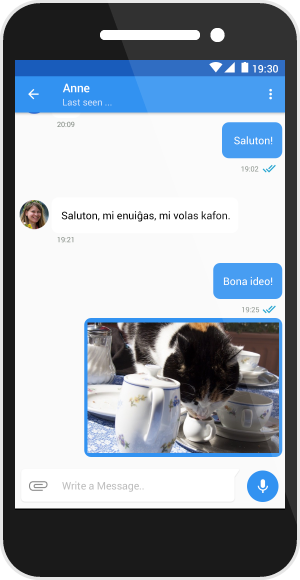 19:30
Anne
Last seen ...
20:09
Saluton!
19:02
Saluton, mi enuiĝas, mi volas kafon.
19:21
Bona ideo!
19:25
Write a Message..